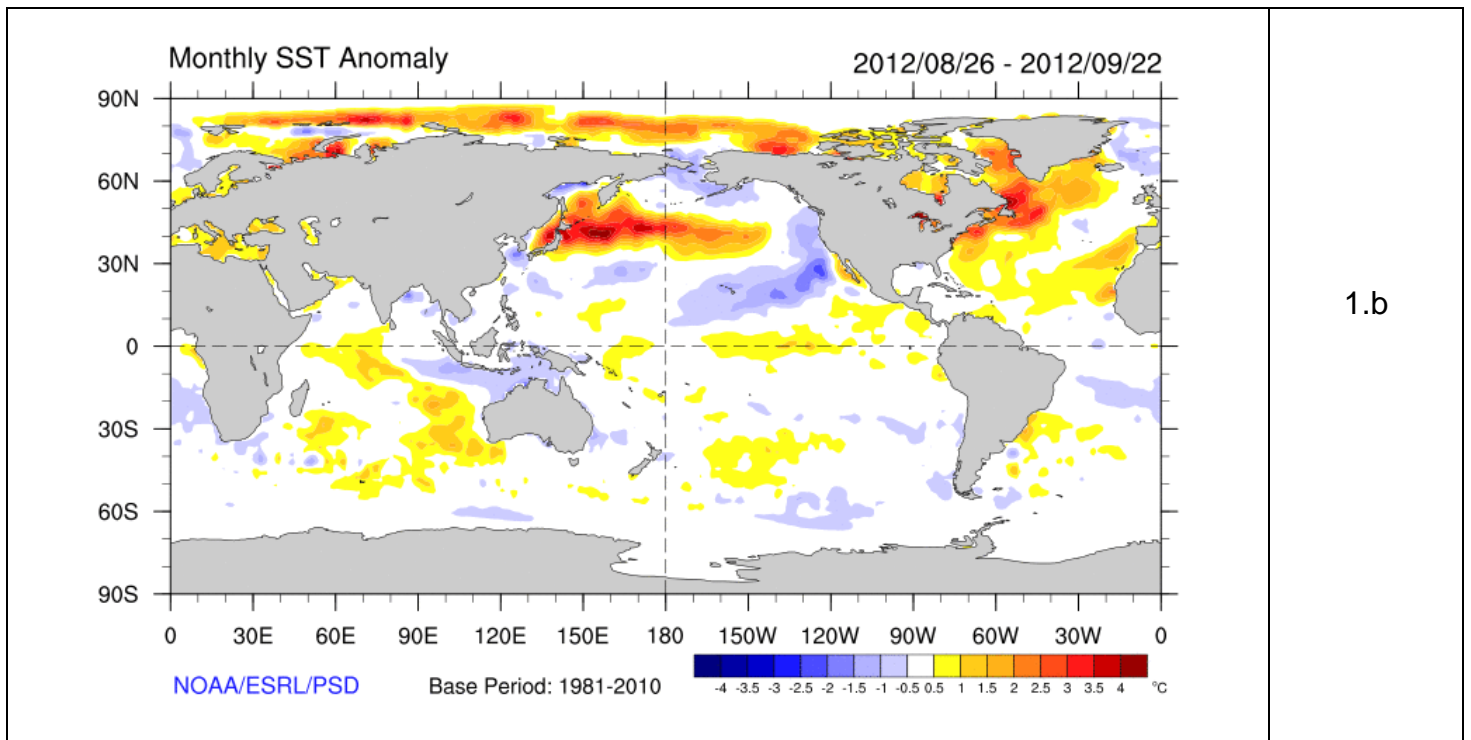 Monthly SST Anomaly 2012/08/26 - 2012/09/22
90N
60N
30N
0
30S
60S
90S
0 30E 60E 90E 120E 150E 180 150W 120W 90W 60W 30W 0
NOAA/ESRL/PSD Base Period: 1981-2010
-4 -3.5 -3 -2.5 -2 -1.5 -1 -0.5 0.5 1 1.5 2 2.5 3 3.5 4 °C
1.b